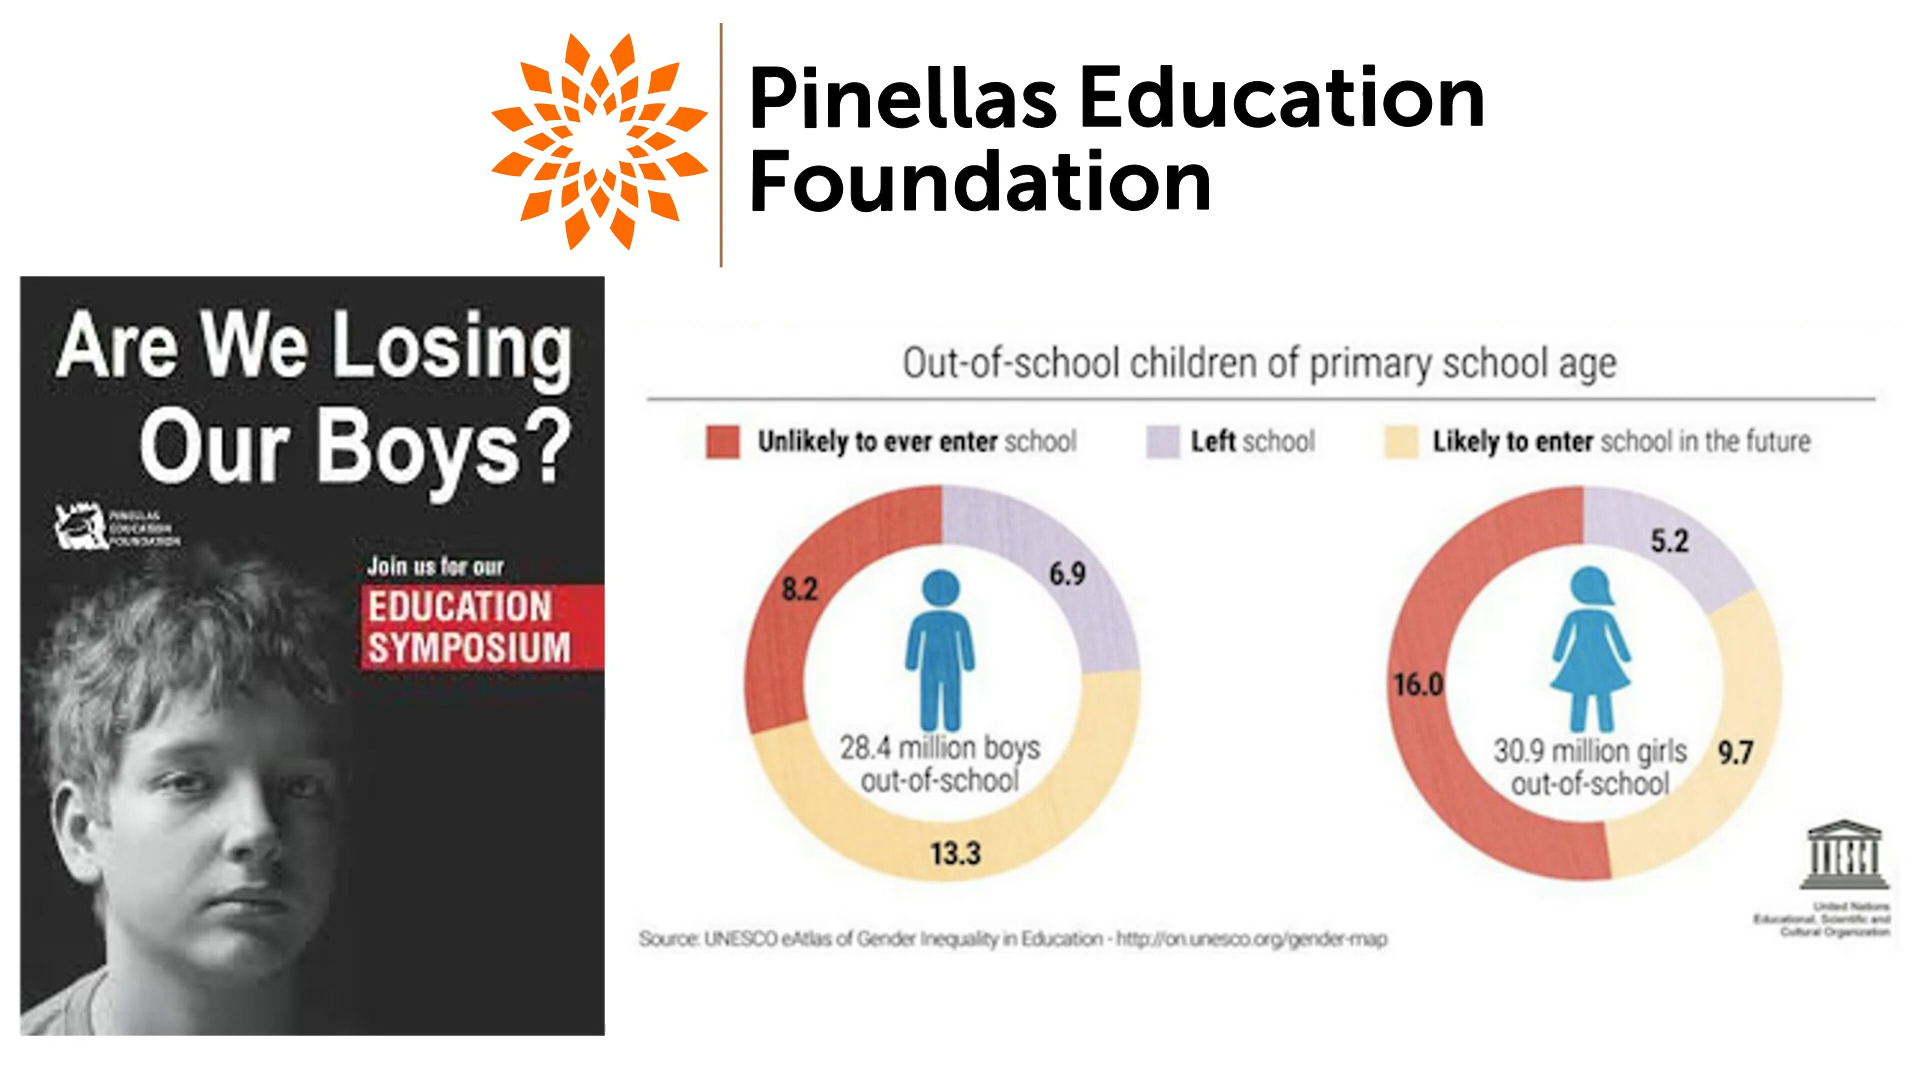 Pinellas Education
Foundation
Are We Losing
Our Boys?
PINELLAS
EDUCATION
FOUNDATION
Join us for our
EDUCATION
SYMPOSIUM
Out-of-school children of primary school age
Unlikely to ever enter school
Left school
Likely to enter school in the future
8.2
6.9
28.4 million boys
out-of-school
13.3
5.2
16.0
30.9 million girls
out-of-school
9.7
UNESCO
United Nations
Educational, Scientific and
Cultural Organization
Source: UNESCO eAtlas of Gender Inequality in Education - http://on.unesco.org/gender-map